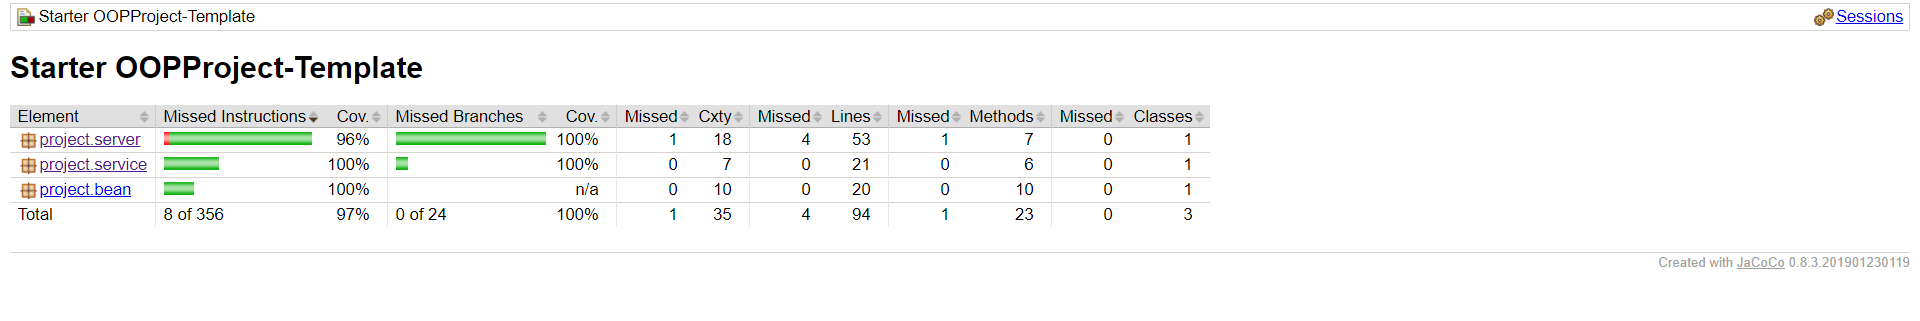 Starter OOPProject-Template Sessions
Starter OOPProject-Template
Element Missed Instructions Cov. Missed Branches Cov. Missed Cxty Missed Lines Missed Methods Missed Classes
project.server 96% 100% 1 18 4 53 1 7 0 1
project.service 100% 100% 0 7 0 21 0 6 0 1
project.bean 100% n/a 0 10 0 20 0 10 0 1
Total 8 of 356 97% 0 of 24 100% 1 35 4 94 1 23 0 3
Created with JaCoCo 0.8.3.201901230119